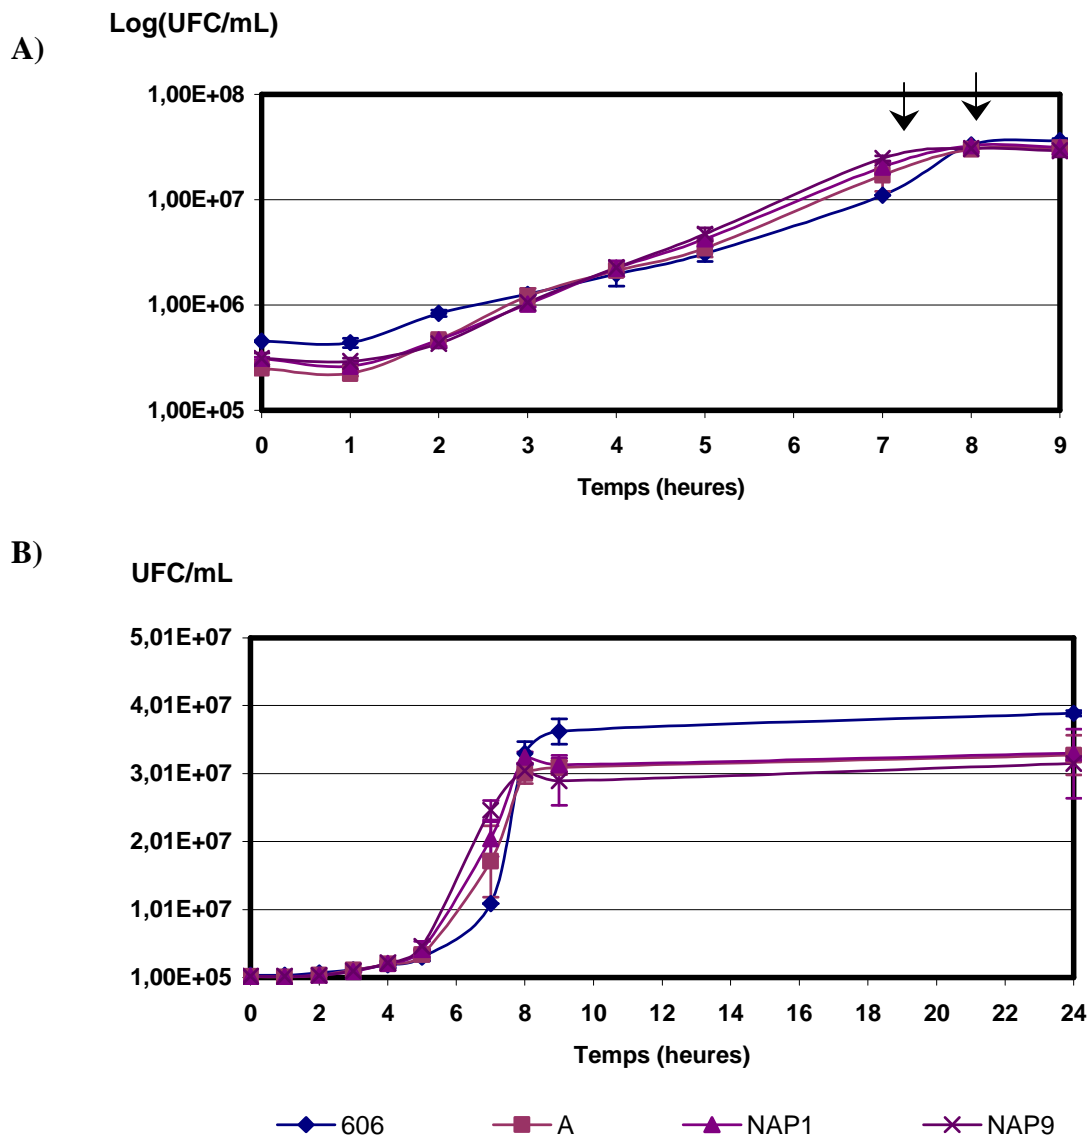 Log(UFC/mL)
A)
1,00E+08
1,00E+07
1,00E+06
1,00E+05
0 1 2 3 4 5 6 7 8 9
Temps (heures)
B)
UFC/mL
5,01E+07
4,01E+07
3,01E+07
2,01E+07
1,01E+07
1,00E+05
0 2 4 6 8 10 12 14 16 18 20 22 24
Temps (heures)
606 A NAP1 NAP9